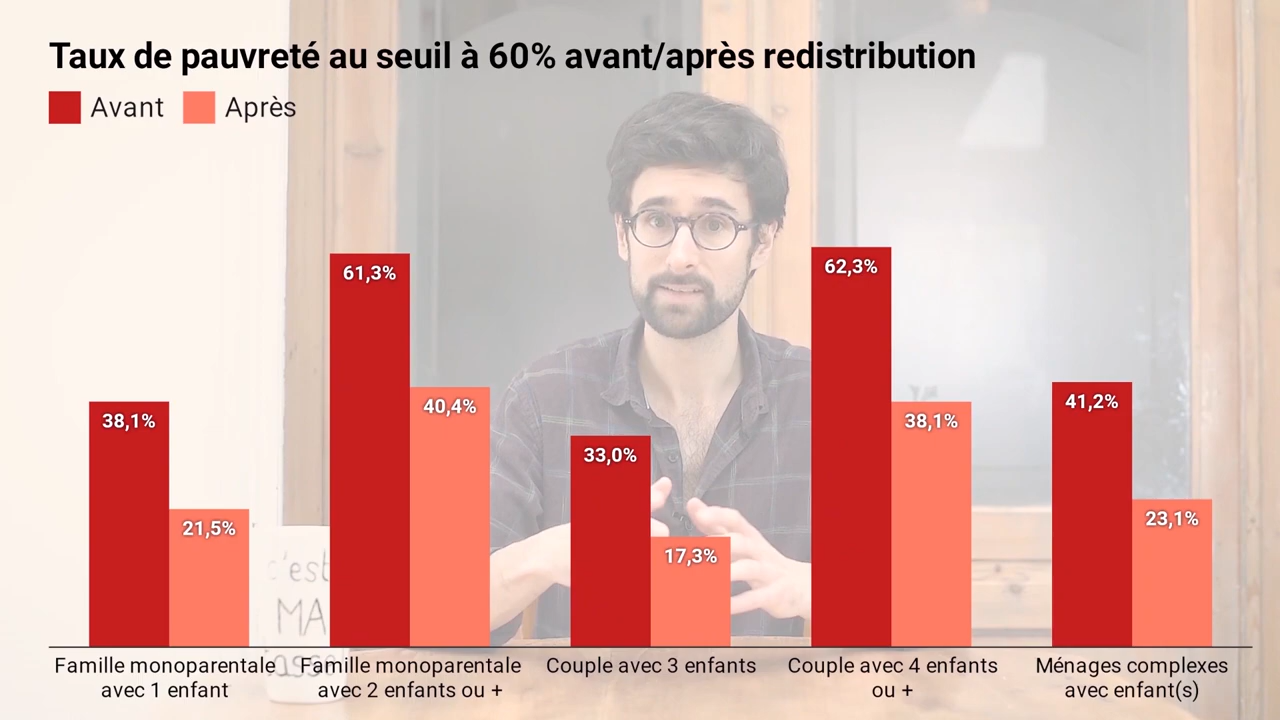 Taux de pauvreté au seuil à 60% avant/après redistribution
Avant
Après
38,1%
21,5%
61,3%
40,4%
33,0%
17,3%
62,3%
38,1%
41,2%
23,1%
Famille monoparentale
avec 1 enfant
Famille monoparentale
avec 2 enfants ou +
Couple avec 3 enfants
Couple avec 4 enfants
ou +
Ménages complexes
avec enfant(s)
c'est
MA